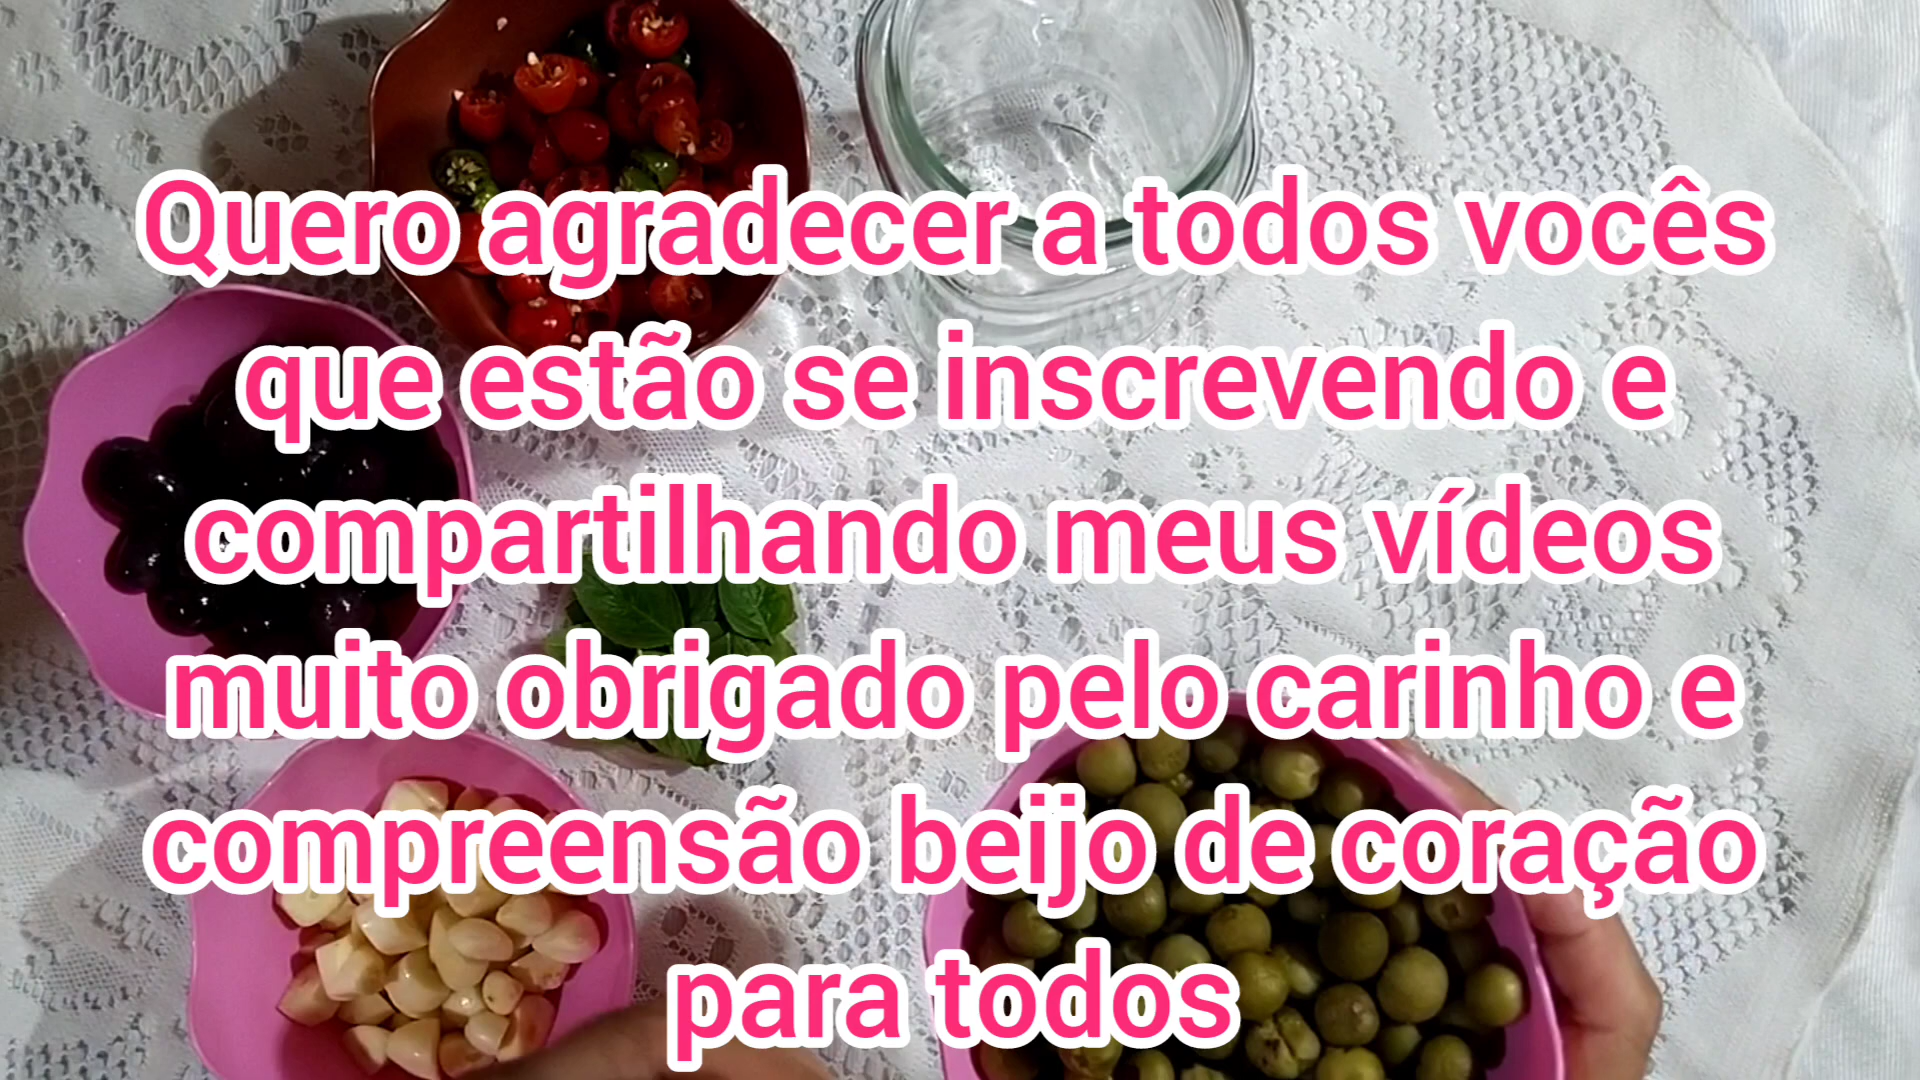 Quero agradecer a todos vocês
que estão se inscrevendo e
compartilhando meus vídeos
muito obrigado pelo carinho e
compreensão beijo de coração
para todos